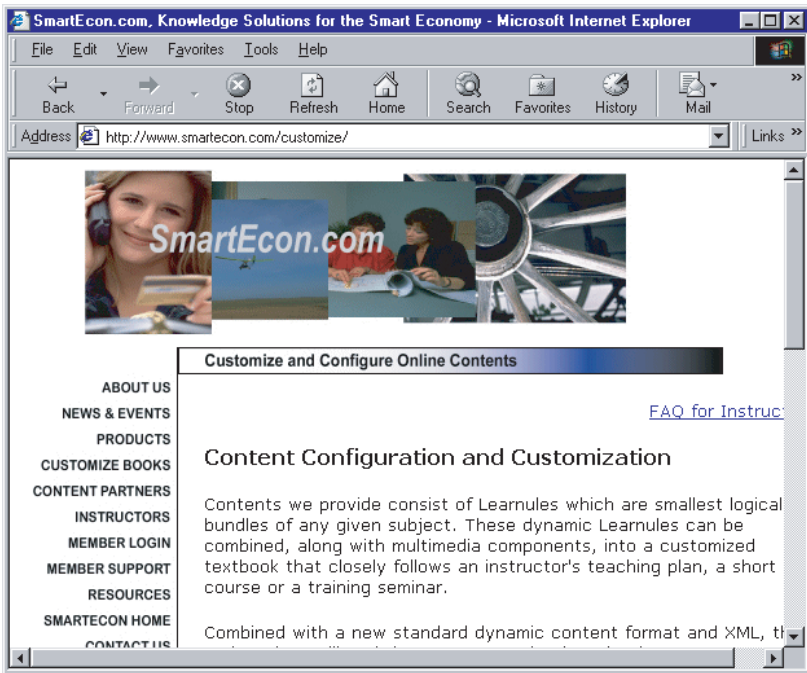 SmartEcon.com, Knowledge Solutions for the Smart Economy - Microsoft Internet Explorer
File Edit View Favorites Tools Help
Back Forward Stop Refresh Home Search Favorites History Mail
Address http://www.smartecon.com/customize/ Links
SmartEcon.com
Customize and Configure Online Contents
ABOUT US
NEWS & EVENTS
PRODUCTS
CUSTOMIZE BOOKS
CONTENT PARTNERS
INSTRUCTORS
MEMBER LOGIN
MEMBER SUPPORT
RESOURCES
SMARTECON HOME
CONTACT US
FAQ for Instruc
Content Configuration and Customization
Contents we provide consist of Learnules which are smallest logical
bundles of any given subject. These dynamic Learnules can be
combined, along with multimedia components, into a customized
textbook that closely follows an instructor's teaching plan, a short
course or a training seminar.
Combined with a new standard dynamic content format and XML,